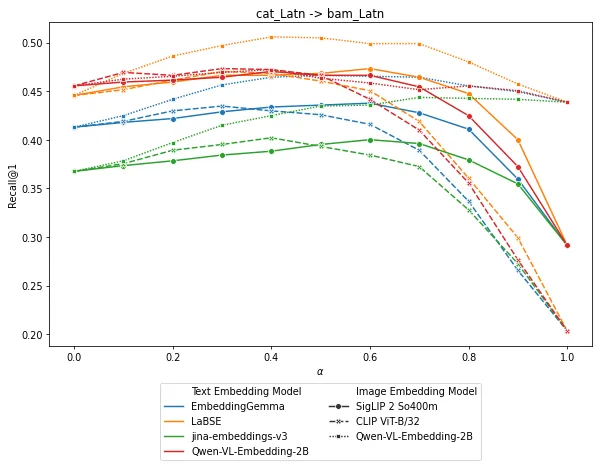 cat_Latn -> bam_Latn
Recall@1
0.50
0.45
0.40
0.35
0.30
0.25
0.20
0.0 0.2 0.4 0.6 0.8 1.0
α
Text Embedding Model
EmbeddingGemma
LaBSE
jina-embeddings-v3
Qwen-VL-Embedding-2B
Image Embedding Model
SigLIP 2 So400m
CLIP ViT-B/32
Qwen-VL-Embedding-2B